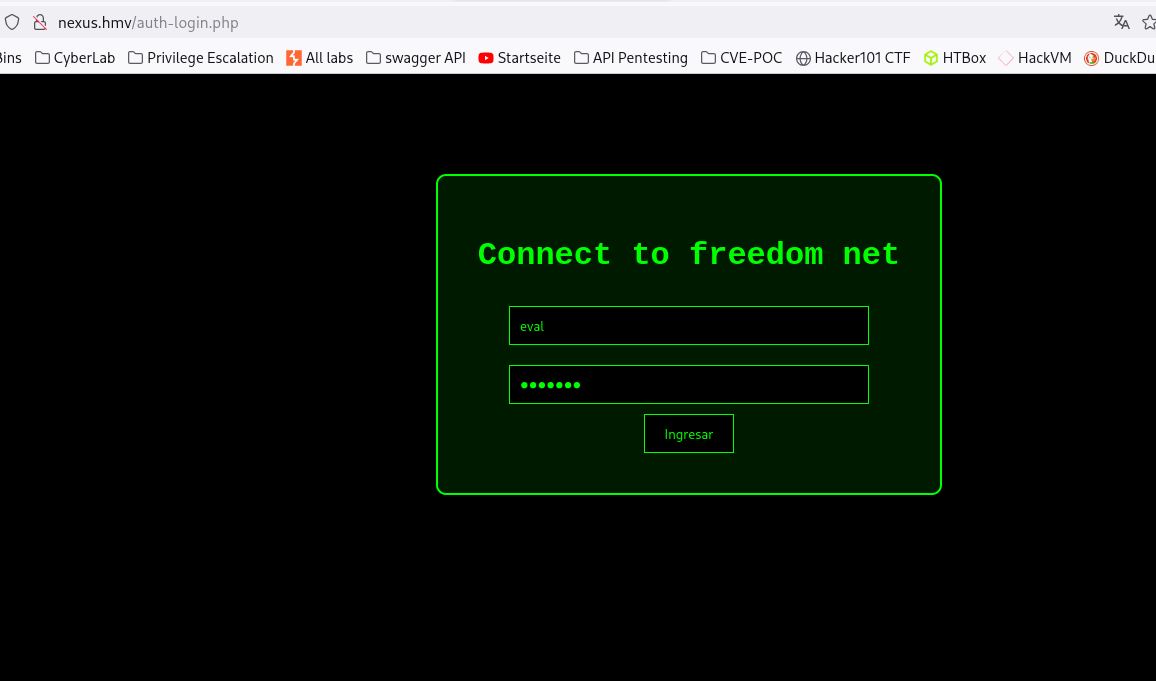 nexus.hmv/auth-login.php
Bins CyberLab Privilege Escalation All labs swagger API Startseite API Pentesting CVE-POC Hacker101 CTF HTBox HackVM DuckDu
Connect to freedom net
eval
•••••••
Ingresar